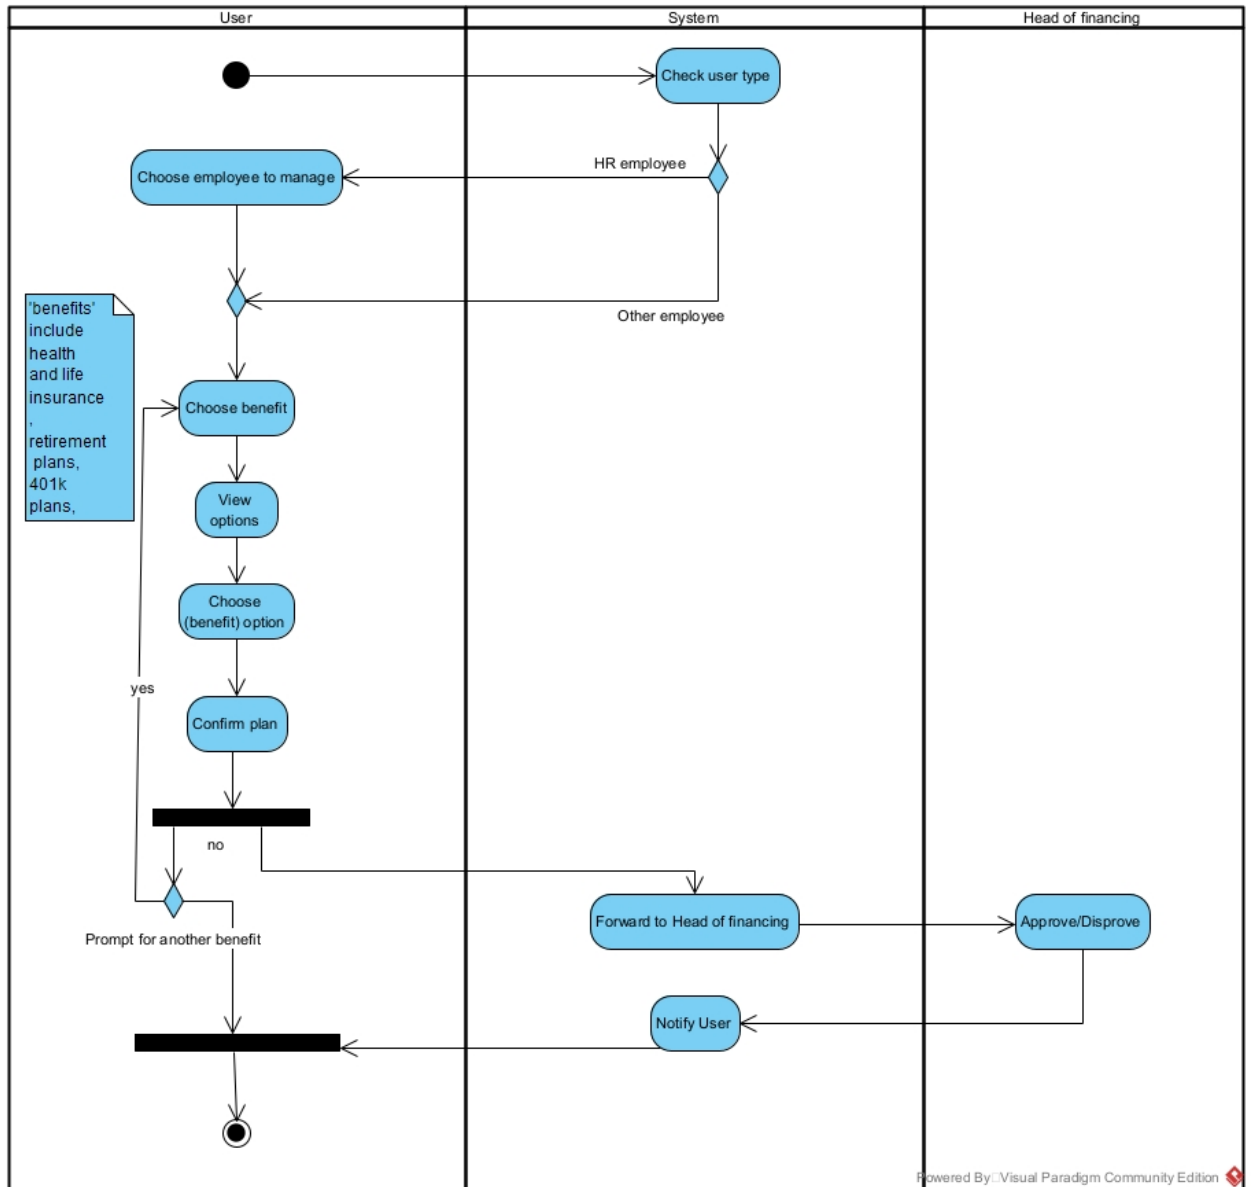 User
System
Head of financing
Check user type
HR employee
Choose employee to manage
'benefits'
include
health
and life
insurance
,
retirement
plans,
401k
plans,
Other employee
Choose benefit
View
options
Choose
(benefit) option
yes
Confirm plan
no
Prompt for another benefit
Forward to Head of financing
Approve/Disprove
Notify User
Powered By Visual Paradigm Community Edition